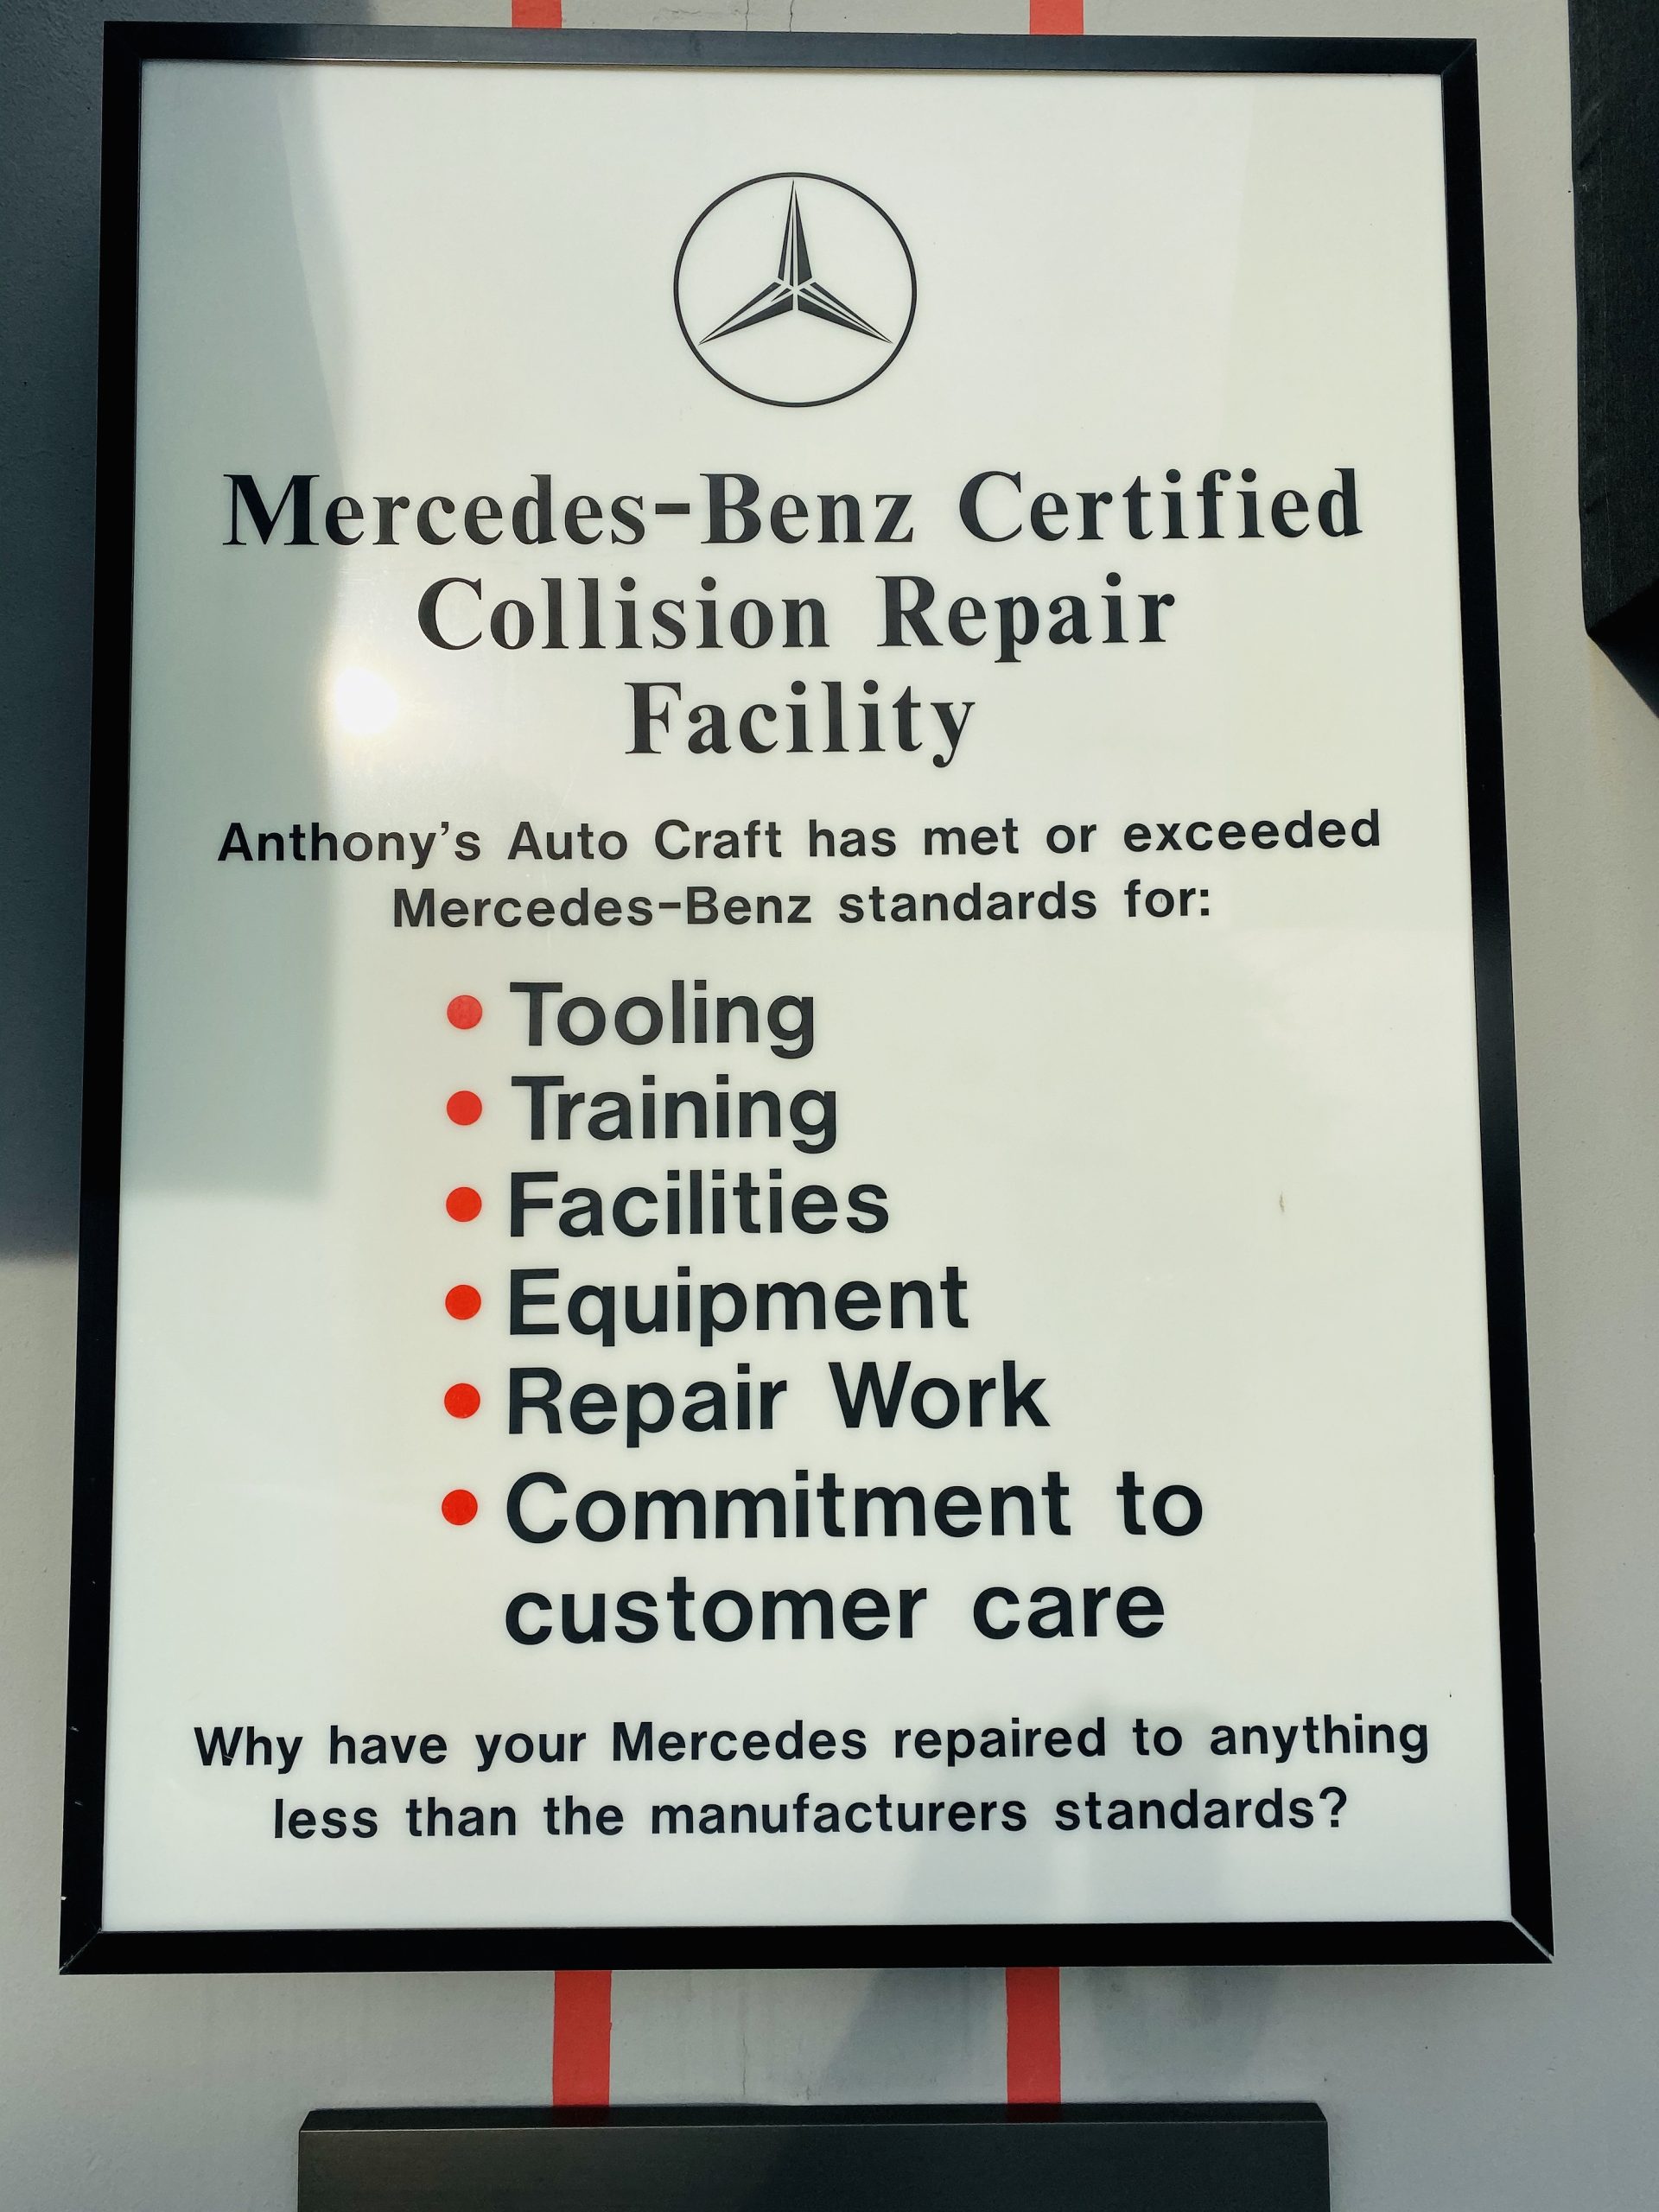 Mercedes-Benz Certified
Collision Repair
Facility
Anthony's Auto Craft has met or exceeded
Mercedes-Benz standards for:
• Tooling
• Training
• Facilities
• Equipment
• Repair Work
• Commitment to
customer care
Why have your Mercedes repaired to anything
less than the manufacturers standards?